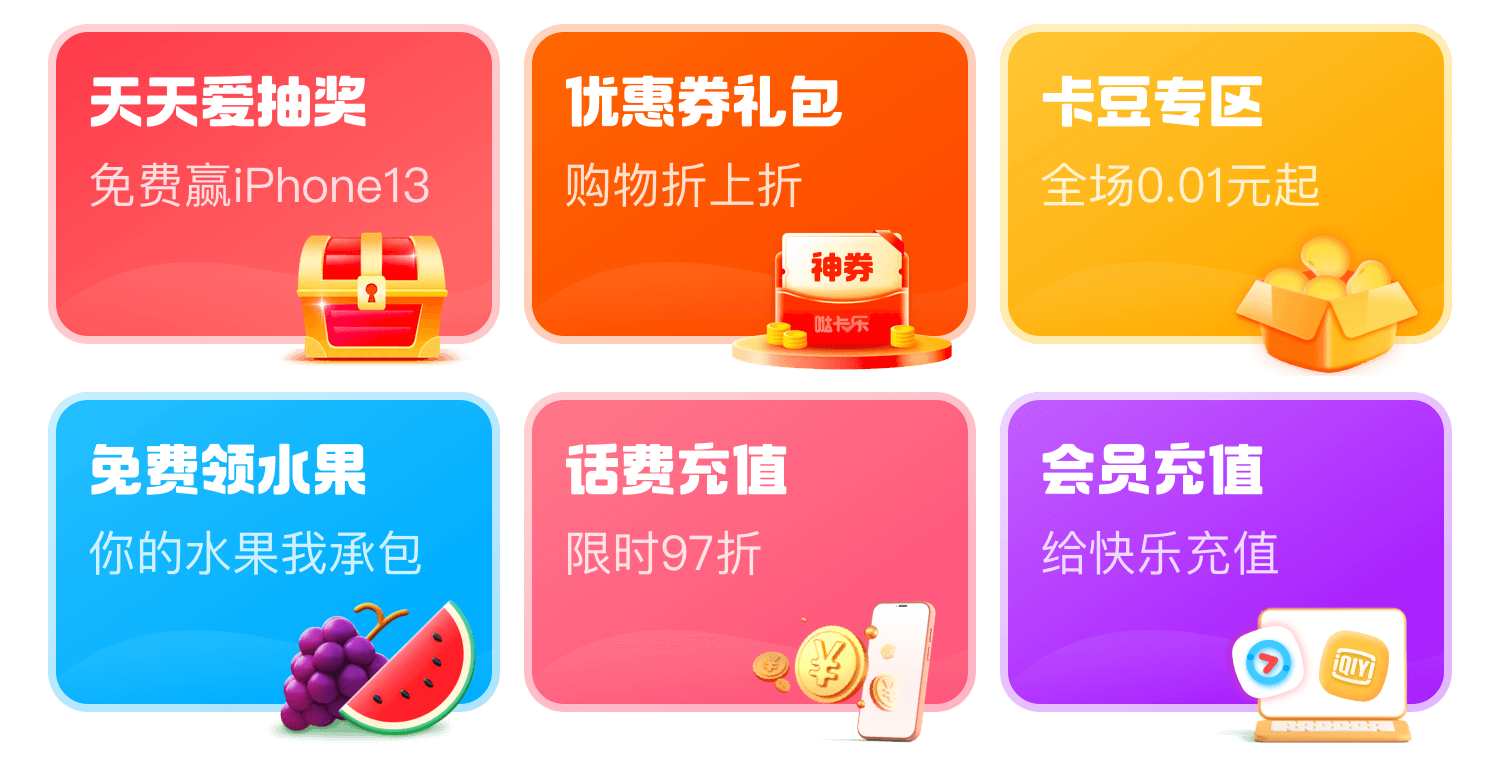 天天爱抽奖
免费赢iPhone13
优惠券礼包
购物折上折
神券
哒卡乐
卡豆专区
全场0.01元起
免费领水果
你的水果我承包
话费充值
限时97折
¥
¥
¥
会员充值
给快乐充值
iQIYI